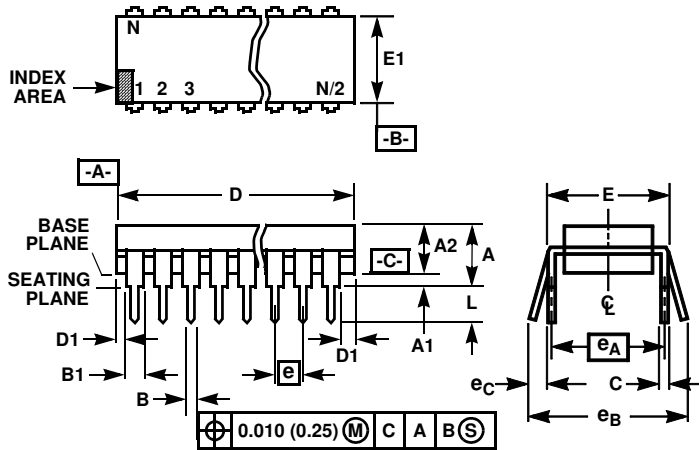 N
INDEX
AREA
1 2 3 N/2
E1
-B-
-A-
D
E
BASE
PLANE
A2
A
-C-
SEATING
PLANE
L
CL
D1
A1
D1
eA
B1
e
eC
C
B
eB
⌖ 0.010 (0.25) Ⓜ C A B Ⓢ